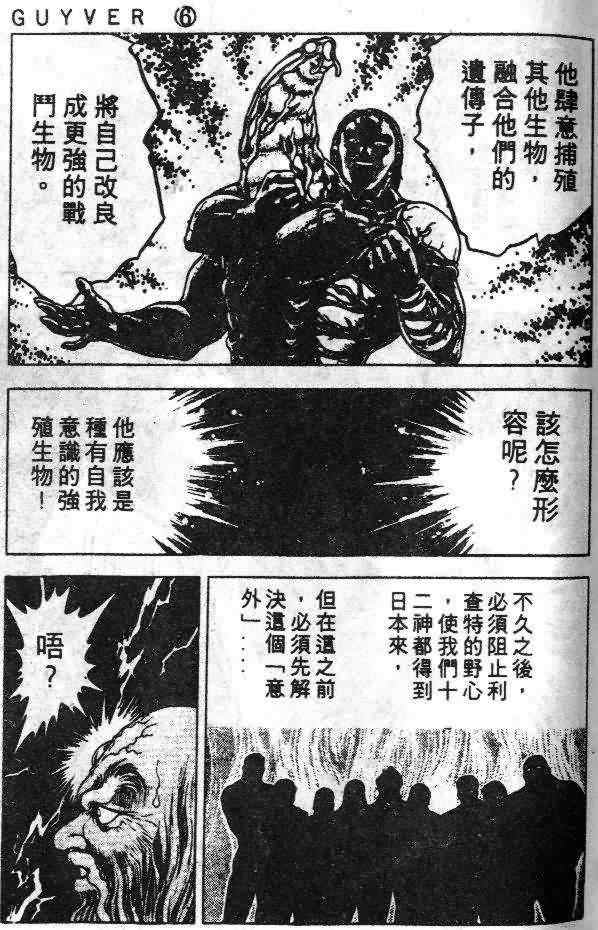 GUYVER ⑥
他肆意捕殖
其他生物，
融合他們的
遺傳子，
將自己改良
成更強的戰
鬥生物。
該怎麼形
容呢？
他應該是
種有自我
意識的強
殖生物！
不久之後，
必須阻止利
查特的野心
，使我們十
二神都得到
日本來，
但在這之前
，必須先解
決這個「意
外」……
唔？